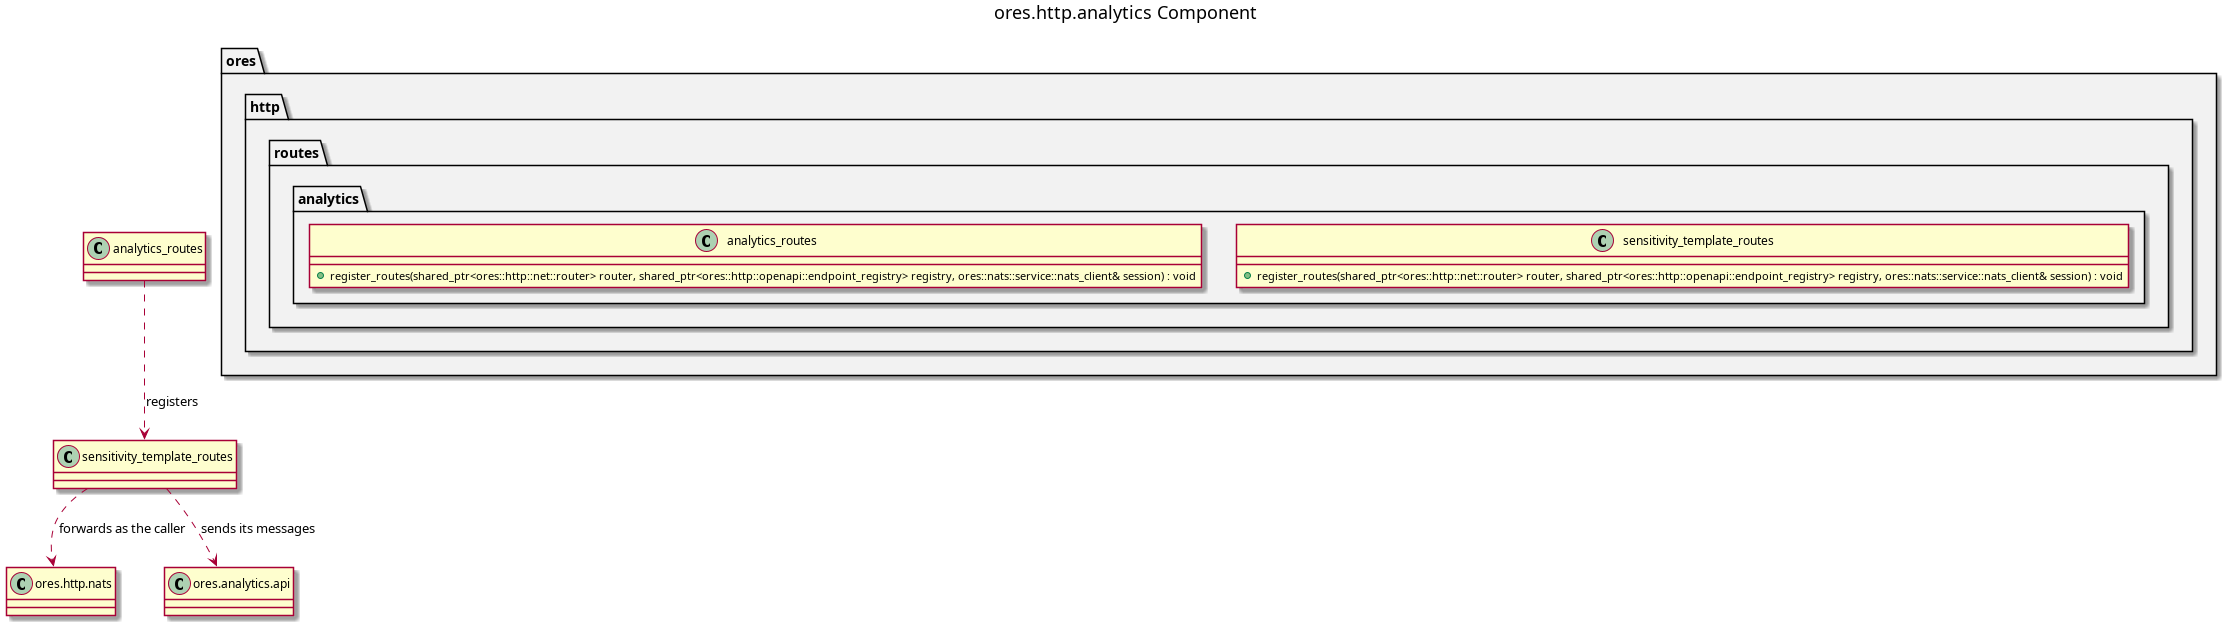 ores.http.analytics Component
ores
http
routes
analytics
C analytics_routes
register_routes(shared_ptr<ores::http::net::router> router, shared_ptr<ores::http::openapi::endpoint_registry> registry, ores::nats::service::nats_client& session) : void
C sensitivity_template_routes
register_routes(shared_ptr<ores::http::net::router> router, shared_ptr<ores::http::openapi::endpoint_registry> registry, ores::nats::service::nats_client& session) : void
C analytics_routes
registers
C sensitivity_template_routes
forwards as the caller
sends its messages
C ores.http.nats
C ores.analytics.api